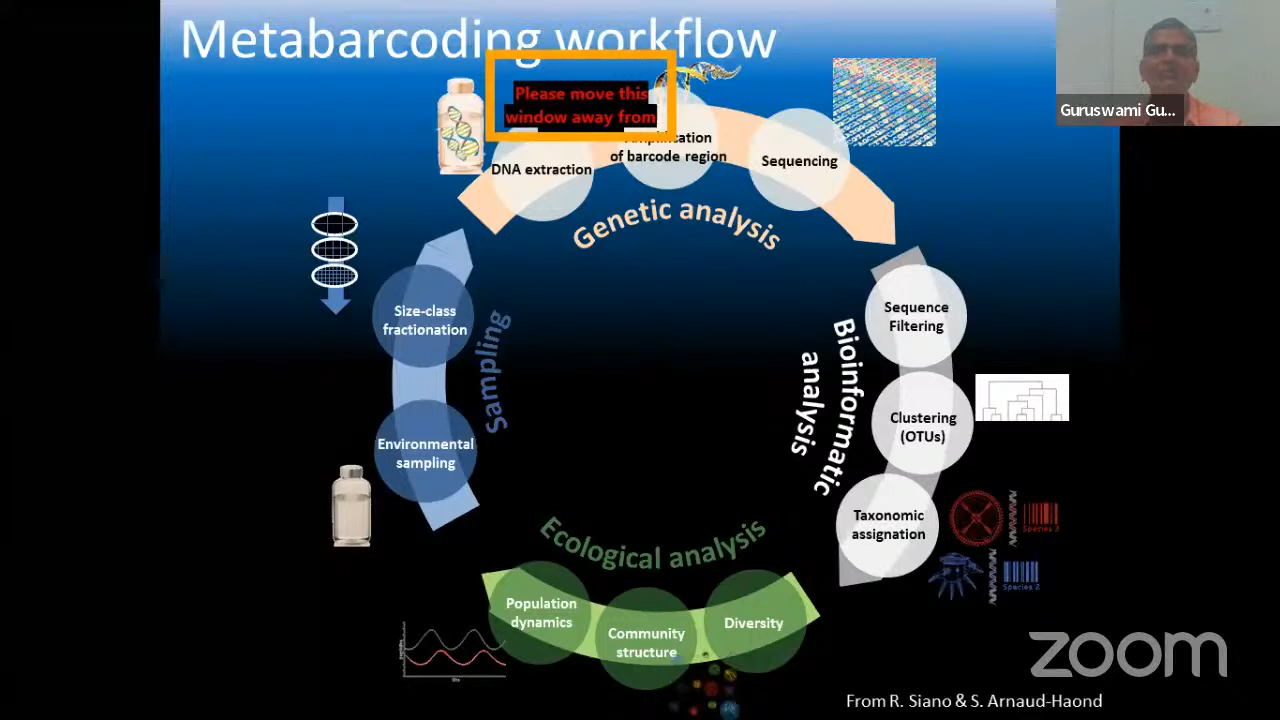 Metabarcoding workflow
Please move this
window away from
Guruswami Gu...
Amplification
of barcode region
DNA extraction
Sequencing
Genetic analysis
Size-class
fractionation
Sampling
Environmental
sampling
Sequence
Filtering
Bioinformatic
analysis
Clustering
(OTUs)
Taxonomic
assignation
Species 2
Ecological analysis
Population
dynamics
Community
structure
Diversity
zoom
From R. Siano & S. Arnaud-Haond